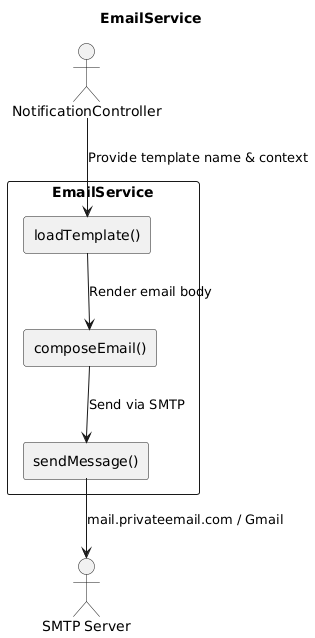 EmailService
NotificationController
Provide template name & context
EmailService
loadTemplate()
Render email body
composeEmail()
Send via SMTP
sendMessage()
mail.privateemail.com / Gmail
SMTP Server